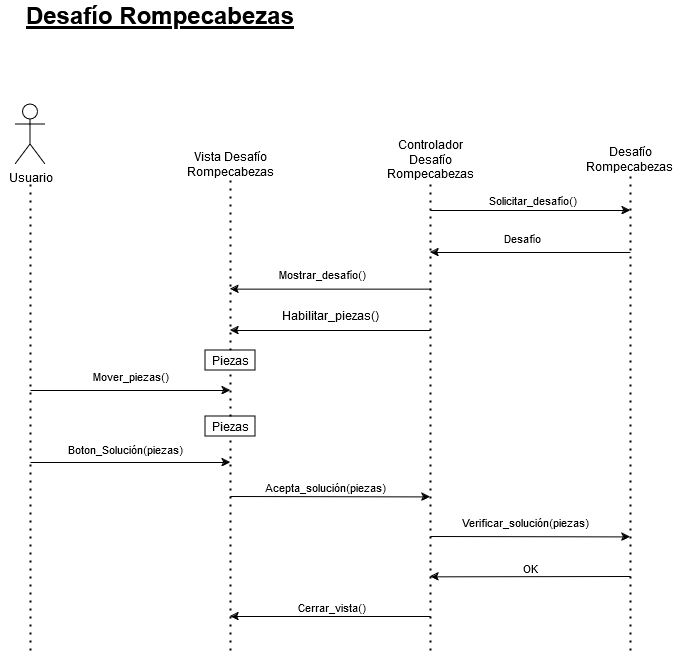 Desafío Rompecabezas
Usuario
Vista Desafío
Rompecabezas
Controlador
Desafío
Rompecabezas
Desafío
Rompecabezas
Solicitar_desafío()
Desafío
Mostrar_desafío()
Habilitar_piezas()
Piezas
Mover_piezas()
Piezas
Boton_Solución(piezas)
Acepta_solución(piezas)
Verificar_solución(piezas)
OK
Cerrar_vista()